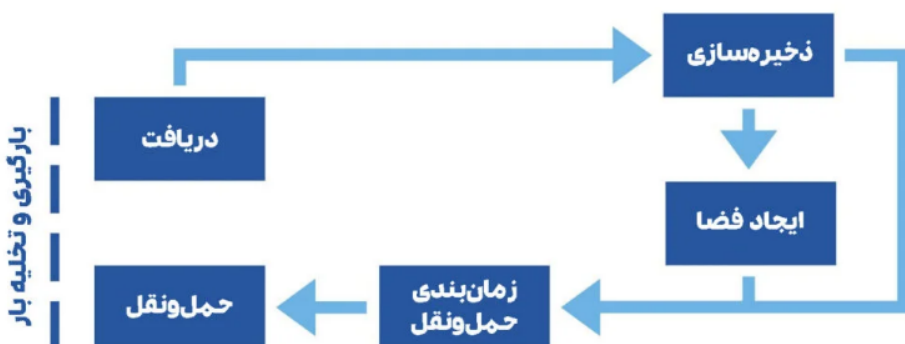 ذخیره‌سازی
دریافت
ایجاد فضا
زمان‌بندی
حمل‌ونقل
حمل‌ونقل
بارگیری و تخلیه بار